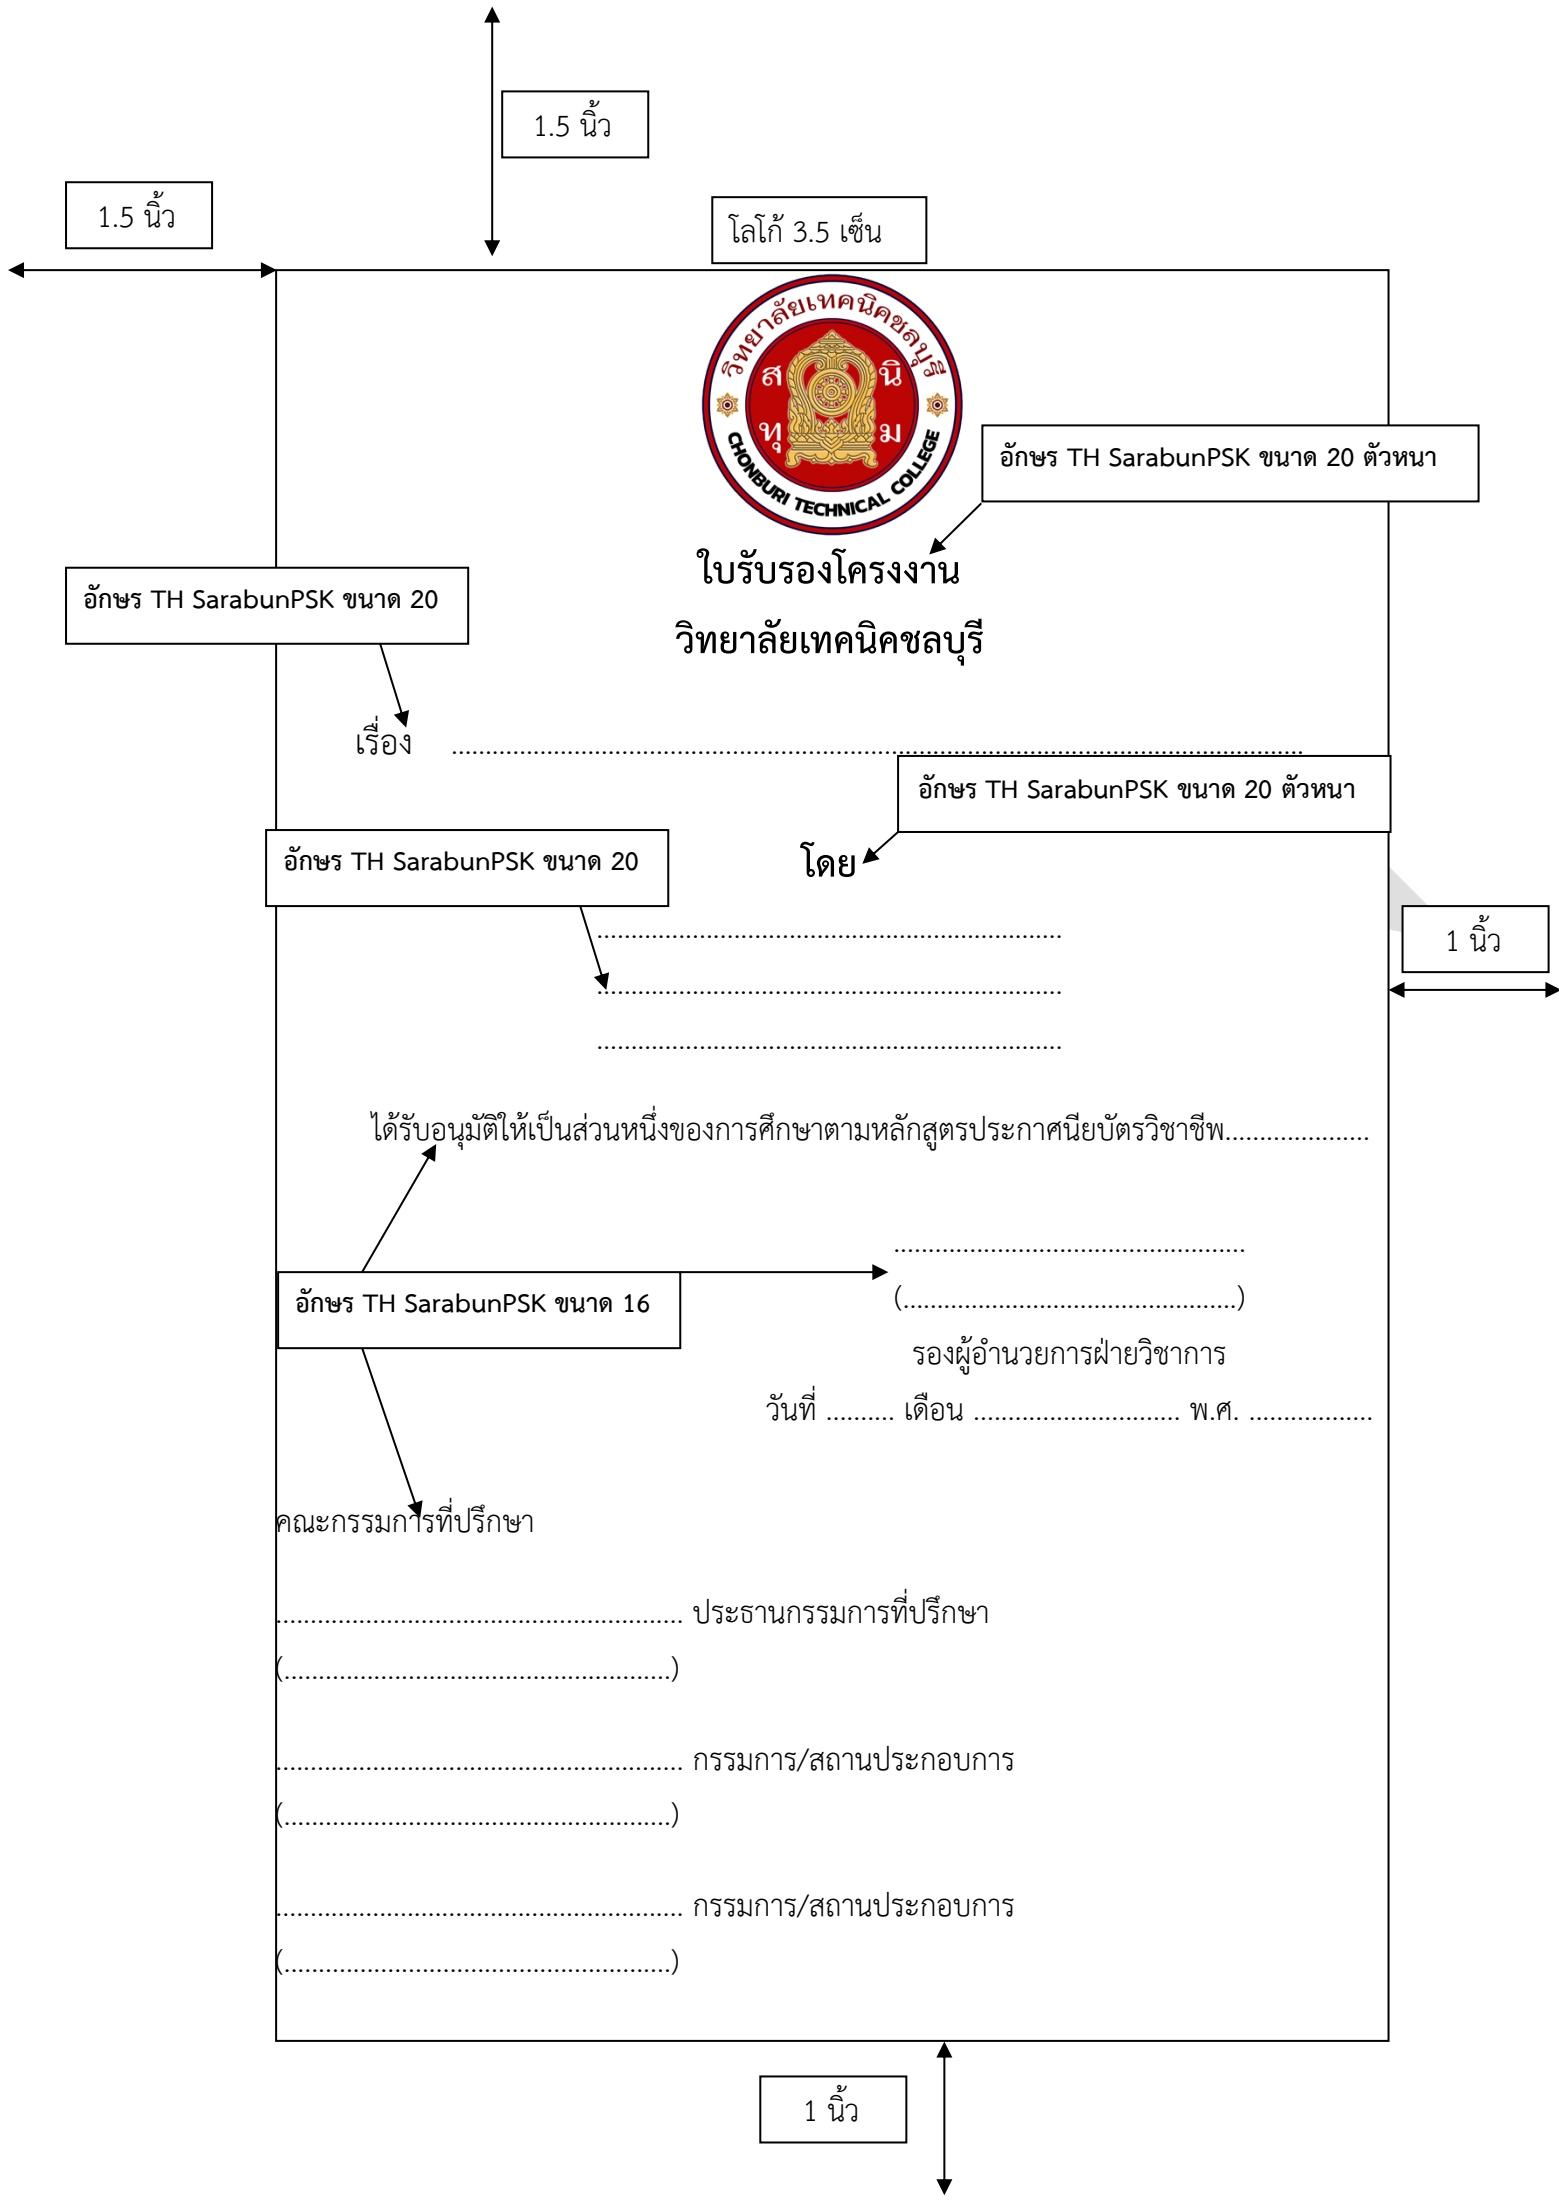 1.5 นิ้ว
1.5 นิ้ว
โลโก้ 3.5 เซ็น
วิทยาลัยเทคนิคชลบุรี
ส นิ
ทุ ม
CHONBURI TECHNICAL COLLEGE
อักษร TH SarabunPSK ขนาด 20 ตัวหนา
ใบรับรองโครงงาน
อักษร TH SarabunPSK ขนาด 20
วิทยาลัยเทคนิคชลบุรี
เรื่อง ............................................................................................................................
อักษร TH SarabunPSK ขนาด 20 ตัวหนา
อักษร TH SarabunPSK ขนาด 20
โดย
....................................................................
1 นิ้ว
....................................................................
....................................................................
ได้รับอนุมัติให้เป็นส่วนหนึ่งของการศึกษาตามหลักสูตรประกาศนียบัตรวิชาชีพ.....................
...................................................
อักษร TH SarabunPSK ขนาด 16
(.................................................)
รองผู้อำนวยการฝ่ายวิชาการ
วันที่ .......... เดือน .............................. พ.ศ. ..................
คณะกรรมการที่ปรึกษา
........................................................... ประธานกรรมการที่ปรึกษา
(........................................................)
........................................................... กรรมการ/สถานประกอบการ
(........................................................)
........................................................... กรรมการ/สถานประกอบการ
(........................................................)
1 นิ้ว